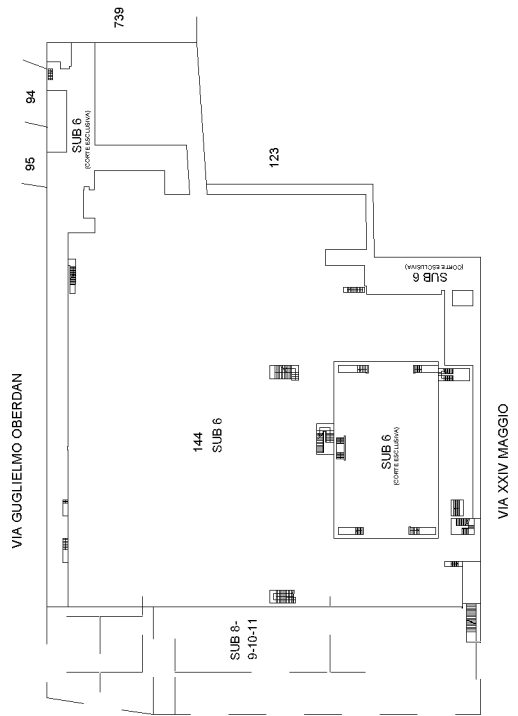 739
94
95
SUB 6
(CORTE ESCLUSIVA)
123
SUB 6
(CORTE ESCLUSIVA)
VIA GUGLIELMO OBERDAN
144
SUB 6
SUB 6
(CORTE ESCLUSIVA)
VIA XXIV MAGGIO
SUB 8-
9-10-11